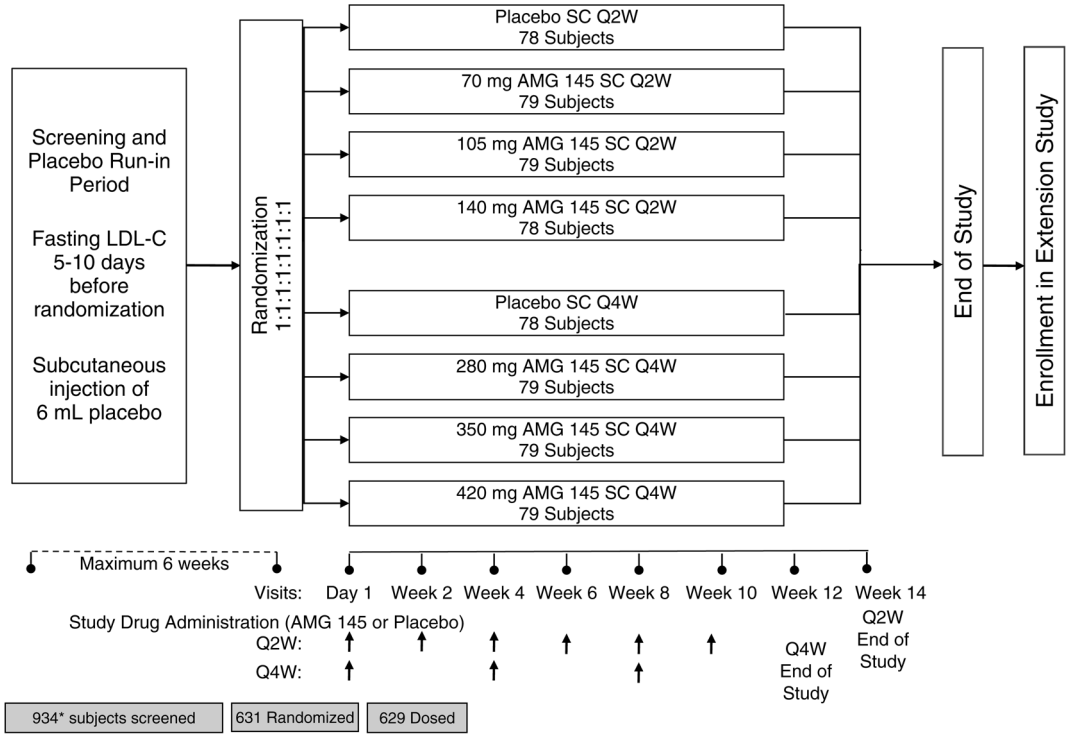 Screening and
Placebo Run-in
Period
Fasting LDL-C
5-10 days
before
randomization
Subcutaneous
injection of
6 mL placebo
Randomization
1:1:1:1:1:1:1:1:1
Placebo SC Q2W
78 Subjects
70 mg AMG 145 SC Q2W
79 Subjects
105 mg AMG 145 SC Q2W
79 Subjects
140 mg AMG 145 SC Q2W
78 Subjects
Placebo SC Q4W
78 Subjects
280 mg AMG 145 SC Q4W
79 Subjects
350 mg AMG 145 SC Q4W
79 Subjects
420 mg AMG 145 SC Q4W
79 Subjects
End of Study
Enrollment in Extension Study
Maximum 6 weeks
Visits: Day 1 Week 2 Week 4 Week 6 Week 8 Week 10 Week 12 Week 14
Study Drug Administration (AMG 145 or Placebo)
Q2W:
Q4W:
Q4W
End of
Study
Q2W
End of
Study
934* subjects screened
631 Randomized
629 Dosed